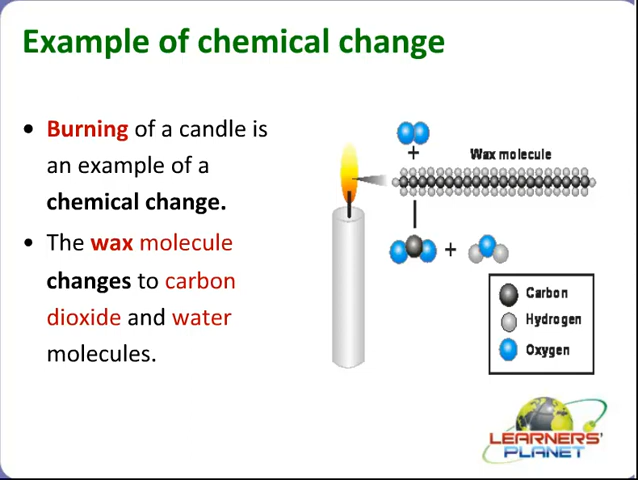 Example of chemical change
• Burning of a candle is
an example of a
chemical change.
• The wax molecule
changes to carbon
dioxide and water
molecules.
+
Wax molecule
+
Carbon
Hydrogen
Oxygen
LEARNERS'
PLANET